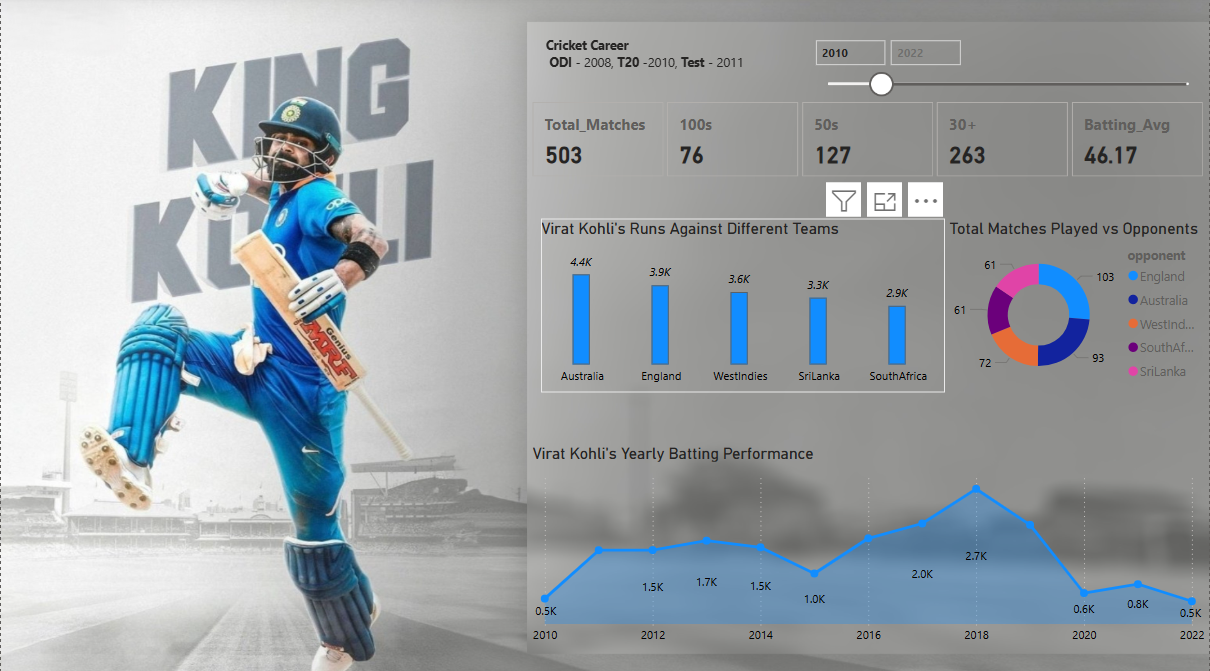 KING
KOHLI
Genius
MRF
Cricket Career
ODI - 2008, T20 -2010, Test - 2011
2010 2022
Total_Matches 100s 50s 30+ Batting_Avg
503 76 127 263 46.17
Virat Kohli's Runs Against Different Teams
4.4K 3.9K 3.6K 3.3K 2.9K
Australia England WestIndies SriLanka SouthAfrica
Total Matches Played vs Opponents
61 103
61
72 93
opponent
England
Australia
WestInd...
SouthAf...
SriLanka
Virat Kohli's Yearly Batting Performance
0.5K 1.5K 1.7K 1.5K 1.0K 2.0K 2.7K 0.6K 0.8K 0.5K
2010 2012 2014 2016 2018 2020 2022